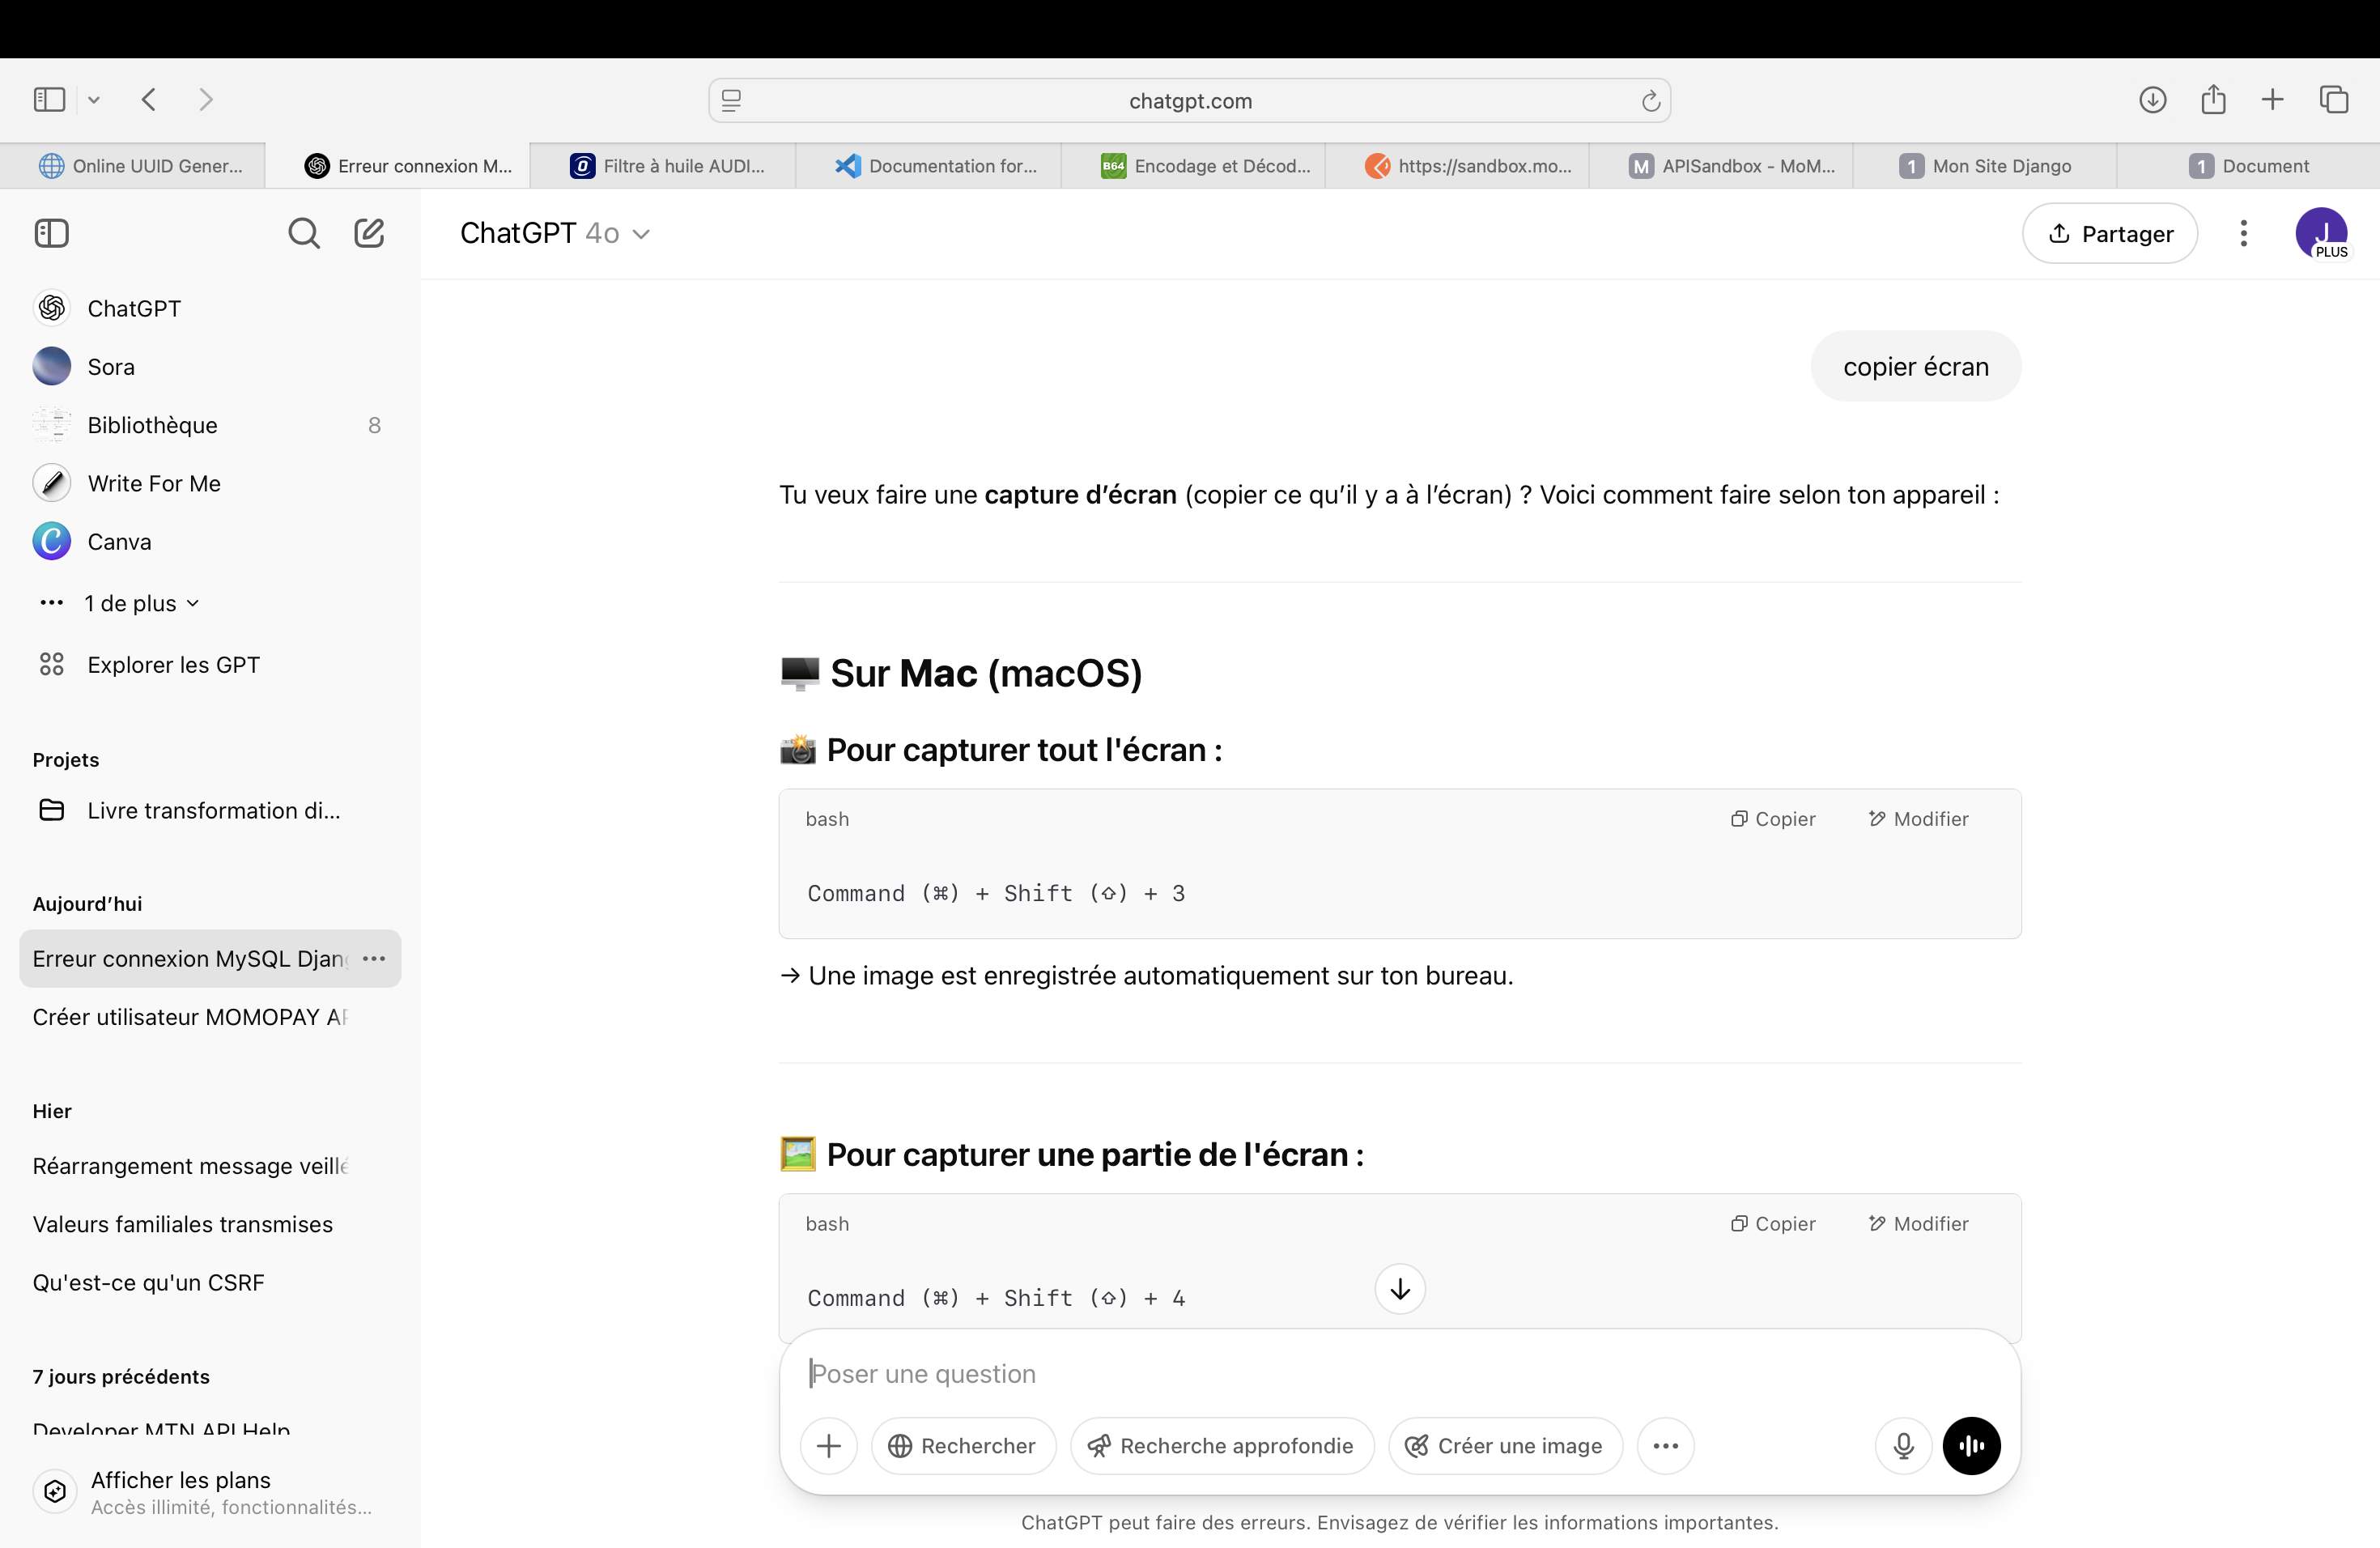 chatgpt.com
Online UUID Gener...
Erreur connexion M...
Filtre à huile AUDI...
Documentation for...
B64 Encodage et Décod...
https://sandbox.mo...
M APISandbox - MoM...
1 Mon Site Django
1 Document
ChatGPT 4o
Partager
J
PLUS
ChatGPT
Sora
Bibliothèque 8
Write For Me
Canva
1 de plus
Explorer les GPT
Projets
Livre transformation di...
Aujourd’hui
Erreur connexion MySQL Djang
Créer utilisateur MOMOPAY AP
Hier
Réarrangement message veillé
Valeurs familiales transmises
Qu'est-ce qu'un CSRF
7 jours précédents
Developer MTN API Help
Afficher les plans
Accès illimité, fonctionnalités...
copier écran
Tu veux faire une capture d’écran (copier ce qu’il y a à l’écran) ? Voici comment faire selon ton appareil :
Sur Mac (macOS)
Pour capturer tout l'écran :
bash Copier Modifier
Command (⌘) + Shift (⇧) + 3
→ Une image est enregistrée automatiquement sur ton bureau.
Pour capturer une partie de l'écran :
bash Copier Modifier
Command (⌘) + Shift (⇧) + 4
Poser une question
Rechercher
Recherche approfondie
Créer une image
ChatGPT peut faire des erreurs. Envisagez de vérifier les informations importantes.